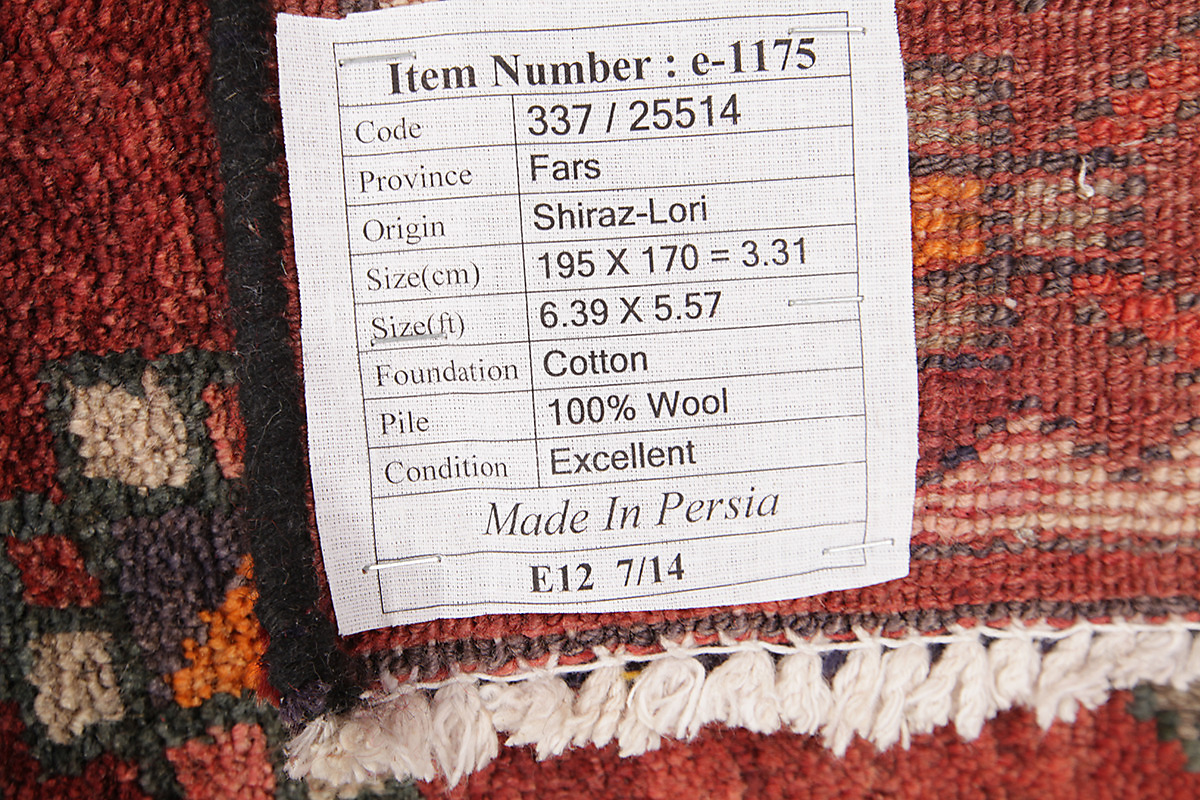 Item Number : e-1175
Code 337 / 25514
Province Fars
Origin Shiraz-Lori
Size(cm) 195 X 170 = 3.31
Size(ft) 6.39 X 5.57
Foundation Cotton
Pile 100% Wool
Condition Excellent
Made In Persia
E12 7/14